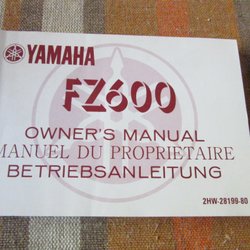 YAMAHA
FZ600
OWNER'S MANUAL
MANUEL DU PROPRIETAIRE
BETRIEBSANLEITUNG
2HW-28199-80